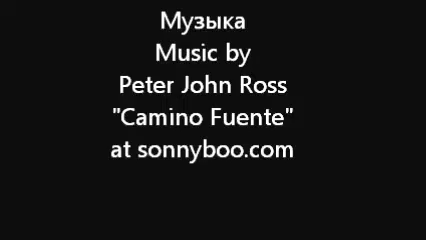 Музыка
Music by
Peter John Ross
"Camino Fuente"
at sonnyboo.com